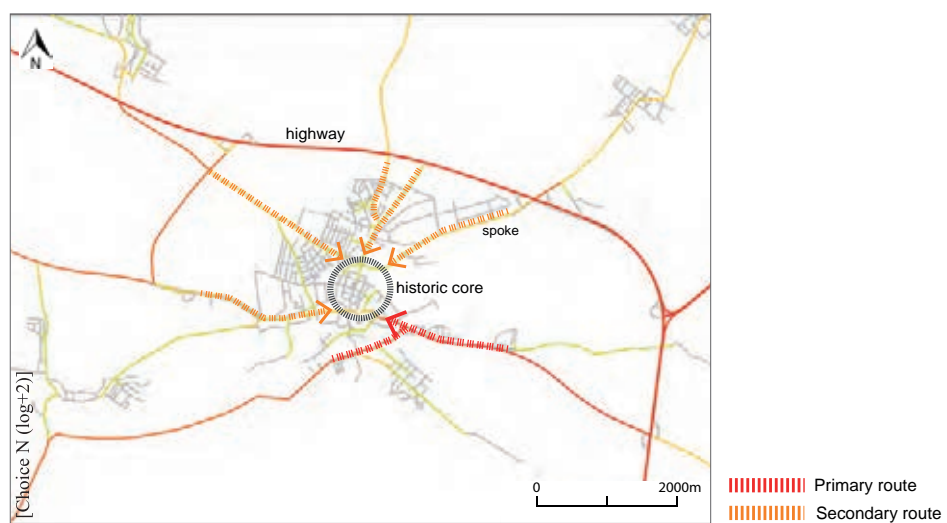 N
highway
spoke
historic core
[Choice N (log+2)]
0 2000m
Primary route
Secondary route